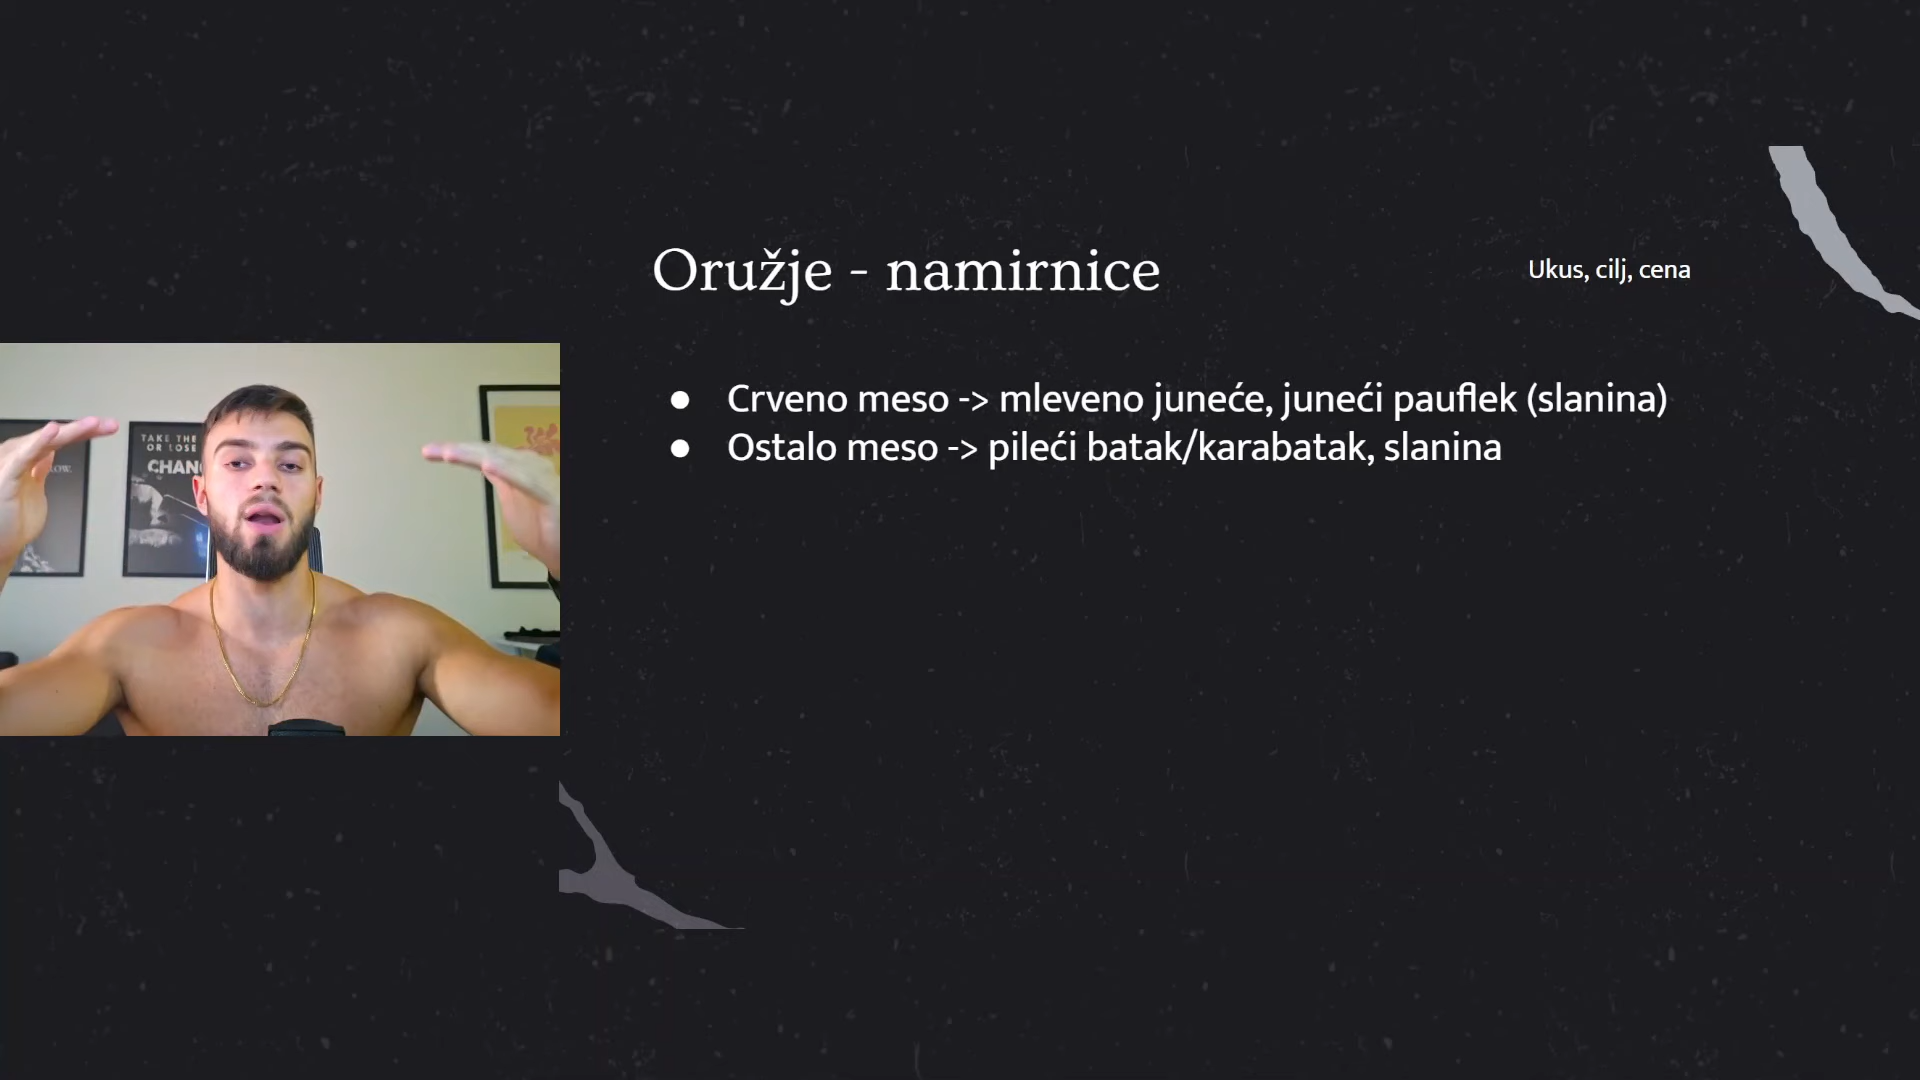 Oružje - namirnice
Ukus, cilj, cena
● Crveno meso -> mleveno juneće, juneći pauflek (slanina)
● Ostalo meso -> pileći batak/karabatak, slanina
TAKE THE
OR LOSE